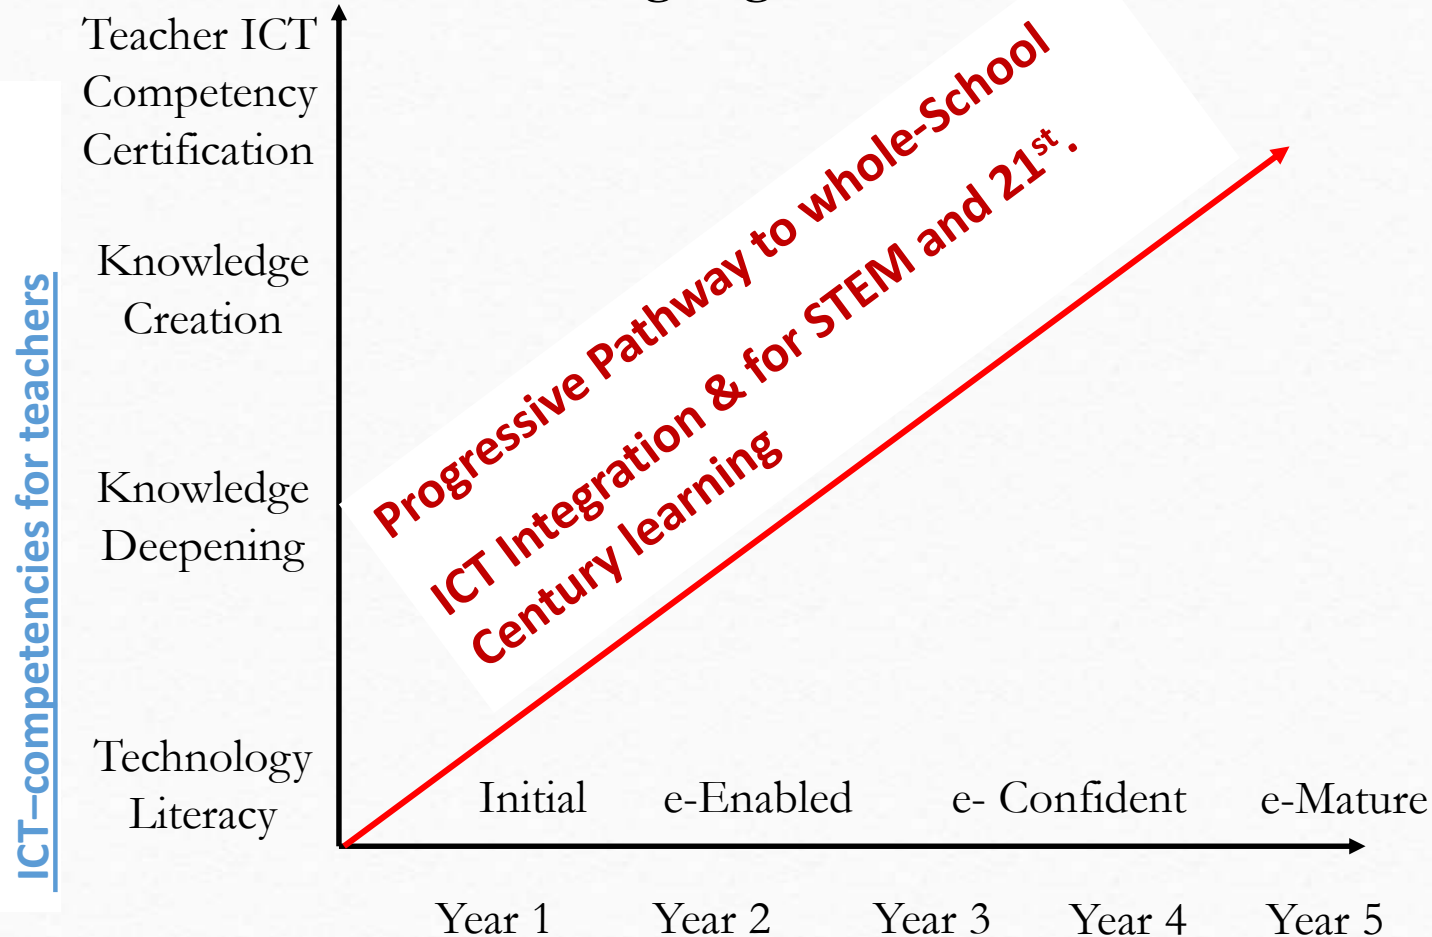 Teacher ICT
Competency
Certification
Knowledge
Creation
Knowledge
Deepening
Technology
Literacy
ICT–competencies for teachers
Progressive Pathway to whole-School
ICT Integration & for STEM and 21st.
Century learning
Initial e-Enabled e- Confident e-Mature
Year 1 Year 2 Year 3 Year 4 Year 5